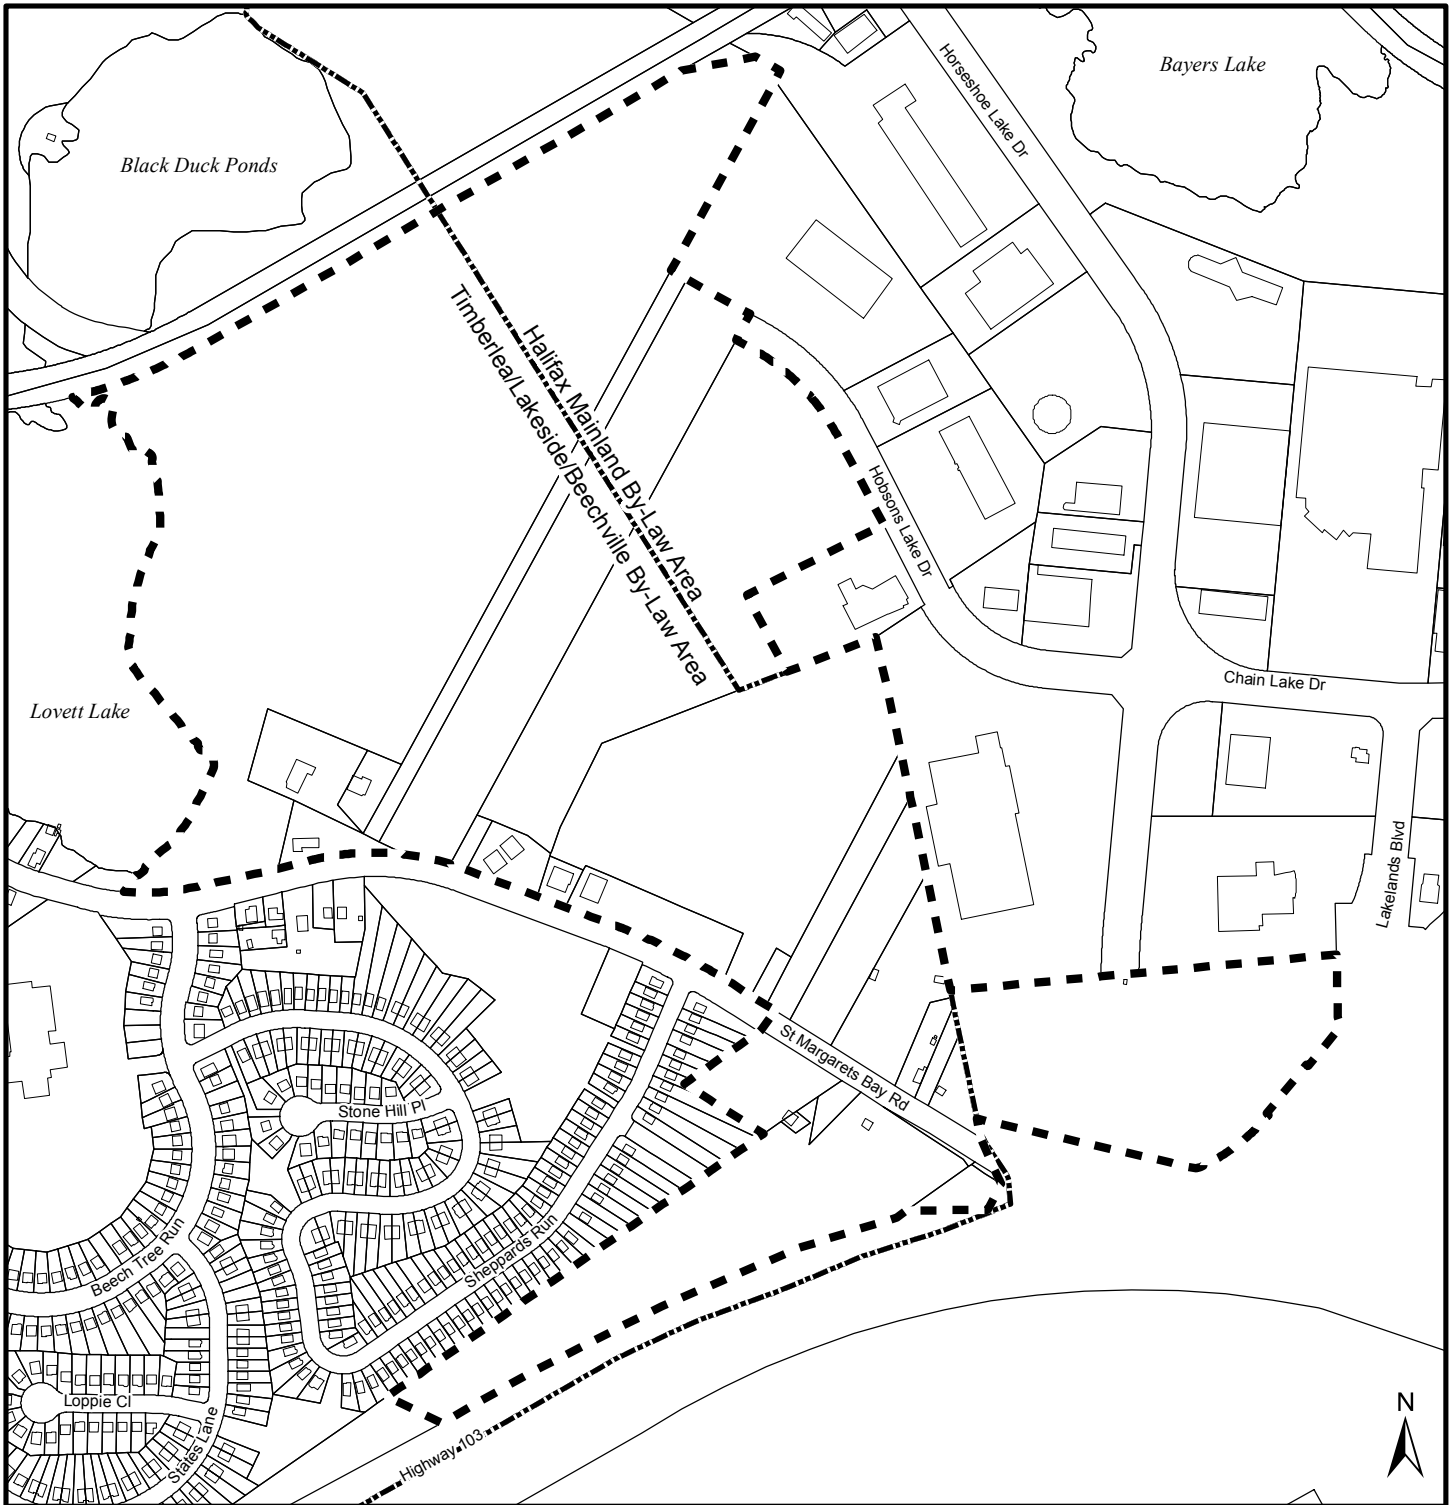 Bayers Lake
Horseshoe Lake Dr
Black Duck Ponds
Halifax Mainland By-Law Area
Timberlea/Lakeside/Beechville By-Law Area
Hobsons Lake Dr
Chain Lake Dr
Lovett Lake
Lakelands Blvd
St Margarets Bay Rd
Stone Hill Pl
Beech Tree Run
Sheppards Run
Loppie Cl
States Lane
Highway 103
N